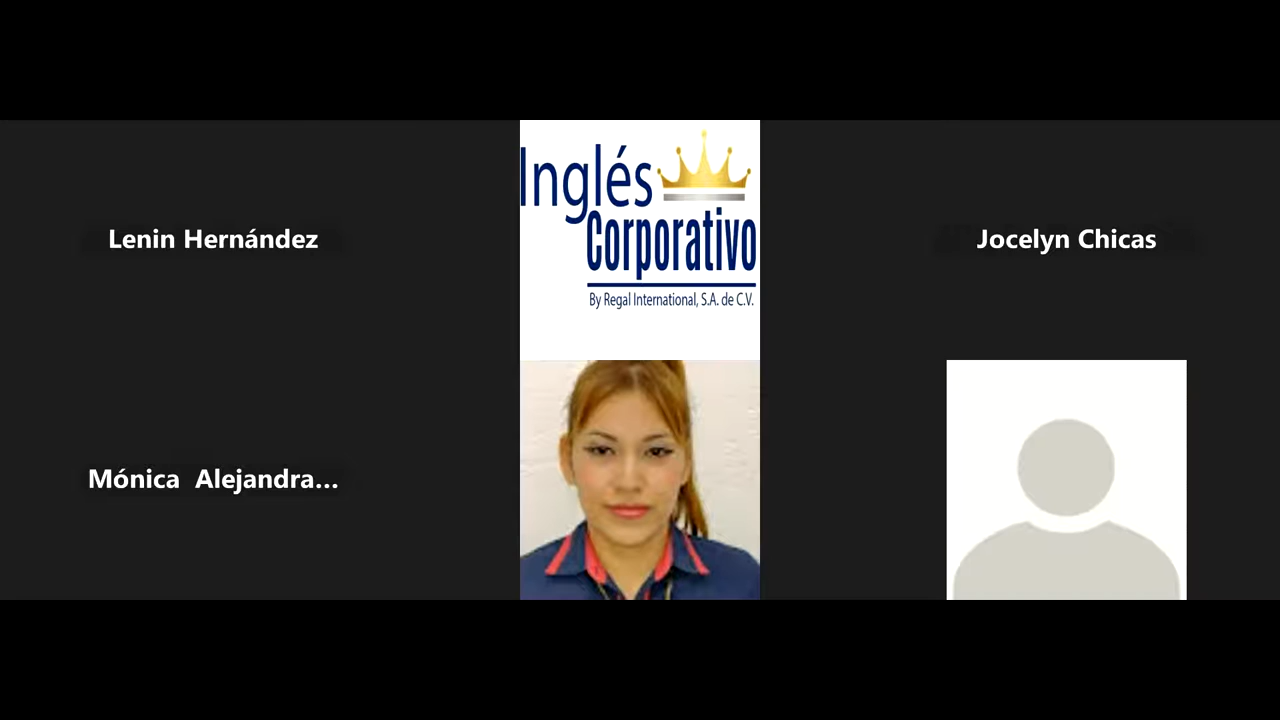 Lenin Hernández
Inglés
Corporativo
By Regal International, S.A. de C.V.
Jocelyn Chicas
Mónica  Alejandra...